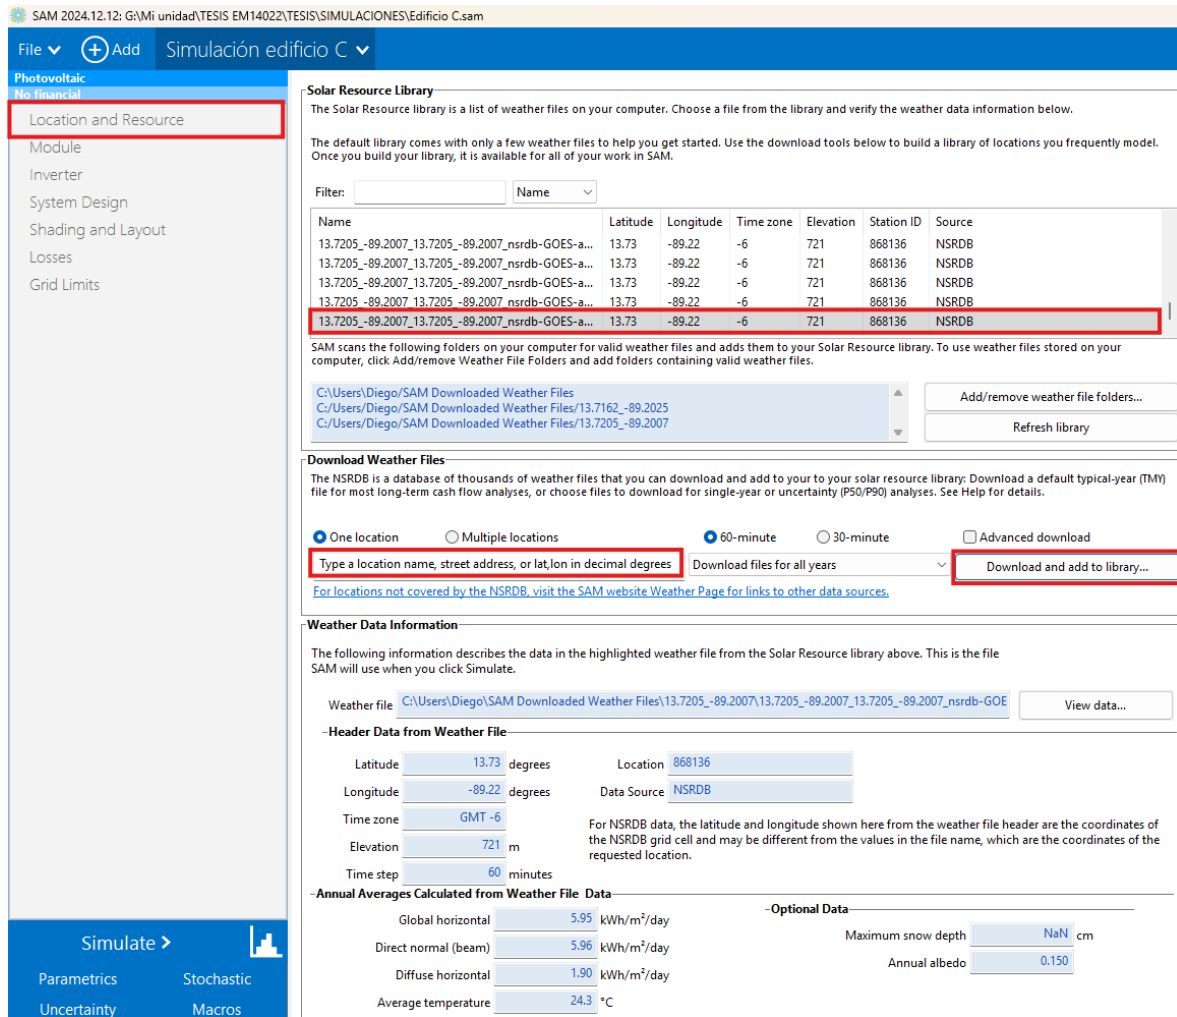 SAM 2024.12.12: G:\Mi unidad\TESIS EM14022\TESIS\SIMULACIONES\Edificio C.sam
File Add Simulación edificio C
Photovoltaic
No financial
Location and Resource
Module
Inverter
System Design
Shading and Layout
Losses
Grid Limits
Simulate >
Parametrics Stochastic
Uncertainty Macros
Solar Resource Library
The Solar Resource library is a list of weather files on your computer. Choose a file from the library and verify the weather data information below.
The default library comes with only a few weather files to help you get started. Use the download tools below to build a library of locations you frequently model.
Once you build your library, it is available for all of your work in SAM.
Filter: Name
Name Latitude Longitude Time zone Elevation Station ID Source
13.7205_-89.2007_13.7205_-89.2007_nsrdb-GOES-a... 13.73 -89.22 -6 721 868136 NSRDB
13.7205_-89.2007_13.7205_-89.2007_nsrdb-GOES-a... 13.73 -89.22 -6 721 868136 NSRDB
13.7205_-89.2007_13.7205_-89.2007_nsrdb-GOES-a... 13.73 -89.22 -6 721 868136 NSRDB
13.7205_-89.2007_13.7205_-89.2007_nsrdb-GOES-a... 13.73 -89.22 -6 721 868136 NSRDB
13.7205_-89.2007_13.7205_-89.2007_nsrdb-GOES-a... 13.73 -89.22 -6 721 868136 NSRDB
SAM scans the following folders on your computer for valid weather files and adds them to your Solar Resource library. To use weather files stored on your
computer, click Add/remove Weather File Folders and add folders containing valid weather files.
C:\Users\Diego/SAM Downloaded Weather Files
C:/Users/Diego/SAM Downloaded Weather Files/13.7162_-89.2025
C:/Users/Diego/SAM Downloaded Weather Files/13.7205_-89.2007
Add/remove weather file folders...
Refresh library
Download Weather Files
The NSRDB is a database of thousands of weather files that you can download and add to your to your solar resource library: Download a default typical-year (TMY)
file for most long-term cash flow analyses, or choose files to download for single-year or uncertainty (P50/P90) analyses. See Help for details.
One location Multiple locations 60-minute 30-minute Advanced download
Type a location name, street address, or lat,lon in decimal degrees Download files for all years Download and add to library...
For locations not covered by the NSRDB, visit the SAM website Weather Page for links to other data sources.
Weather Data Information
The following information describes the data in the highlighted weather file from the Solar Resource library above. This is the file
SAM will use when you click Simulate.
Weather file C:\Users\Diego\SAM Downloaded Weather Files\13.7205_-89.2007\13.7205_-89.2007_13.7205_-89.2007_nsrdb-GOE View data...
Header Data from Weather File
Latitude 13.73 degrees Location 868136
Longitude -89.22 degrees Data Source NSRDB
Time zone GMT -6
Elevation 721 m
Time step 60 minutes
For NSRDB data, the latitude and longitude shown here from the weather file header are the coordinates of
the NSRDB grid cell and may be different from the values in the file name, which are the coordinates of the
requested location.
Annual Averages Calculated from Weather File Data
Global horizontal 5.95 kWh/m²/day
Direct normal (beam) 5.96 kWh/m²/day
Diffuse horizontal 1.90 kWh/m²/day
Average temperature 24.3 °C
Optional Data
Maximum snow depth NaN cm
Annual albedo 0.150